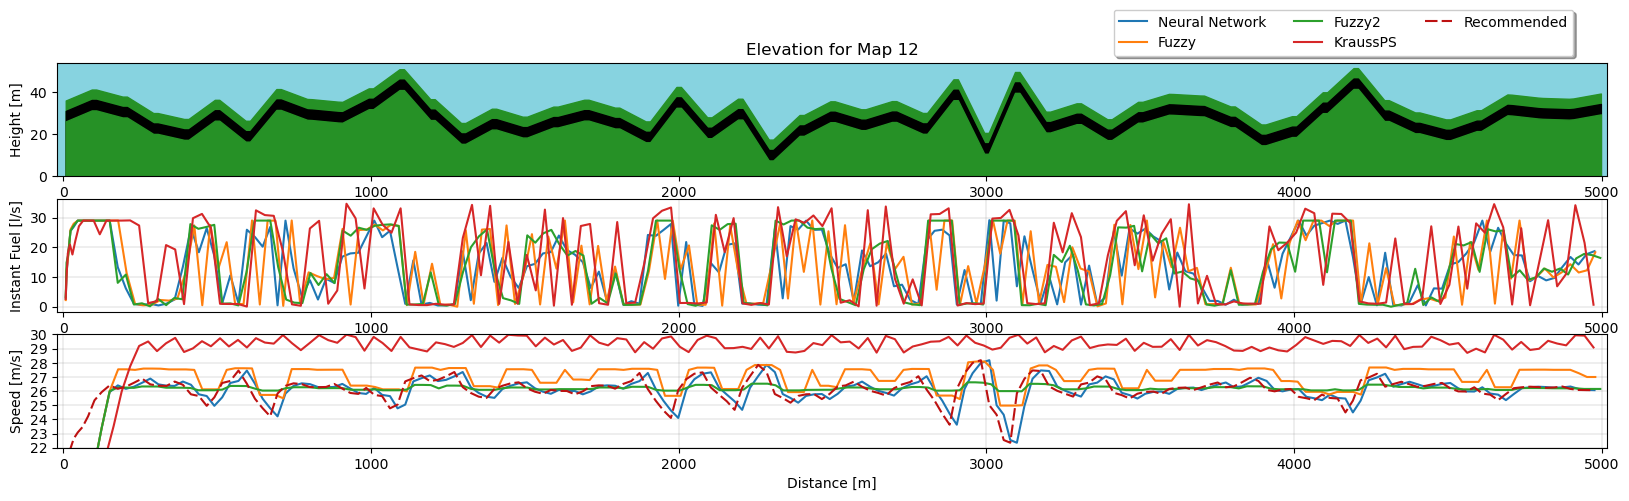 Neural Network
Fuzzy
Fuzzy2
KraussPS
Recommended
Elevation for Map 12
Height [m]
40
20
0
0 1000 2000 3000 4000 5000
Instant Fuel [l/s]
30
20
10
0
0 1000 2000 3000 4000 5000
Speed [m/s]
30
29
28
27
26
25
24
23
22
0 1000 2000 3000 4000 5000
Distance [m]